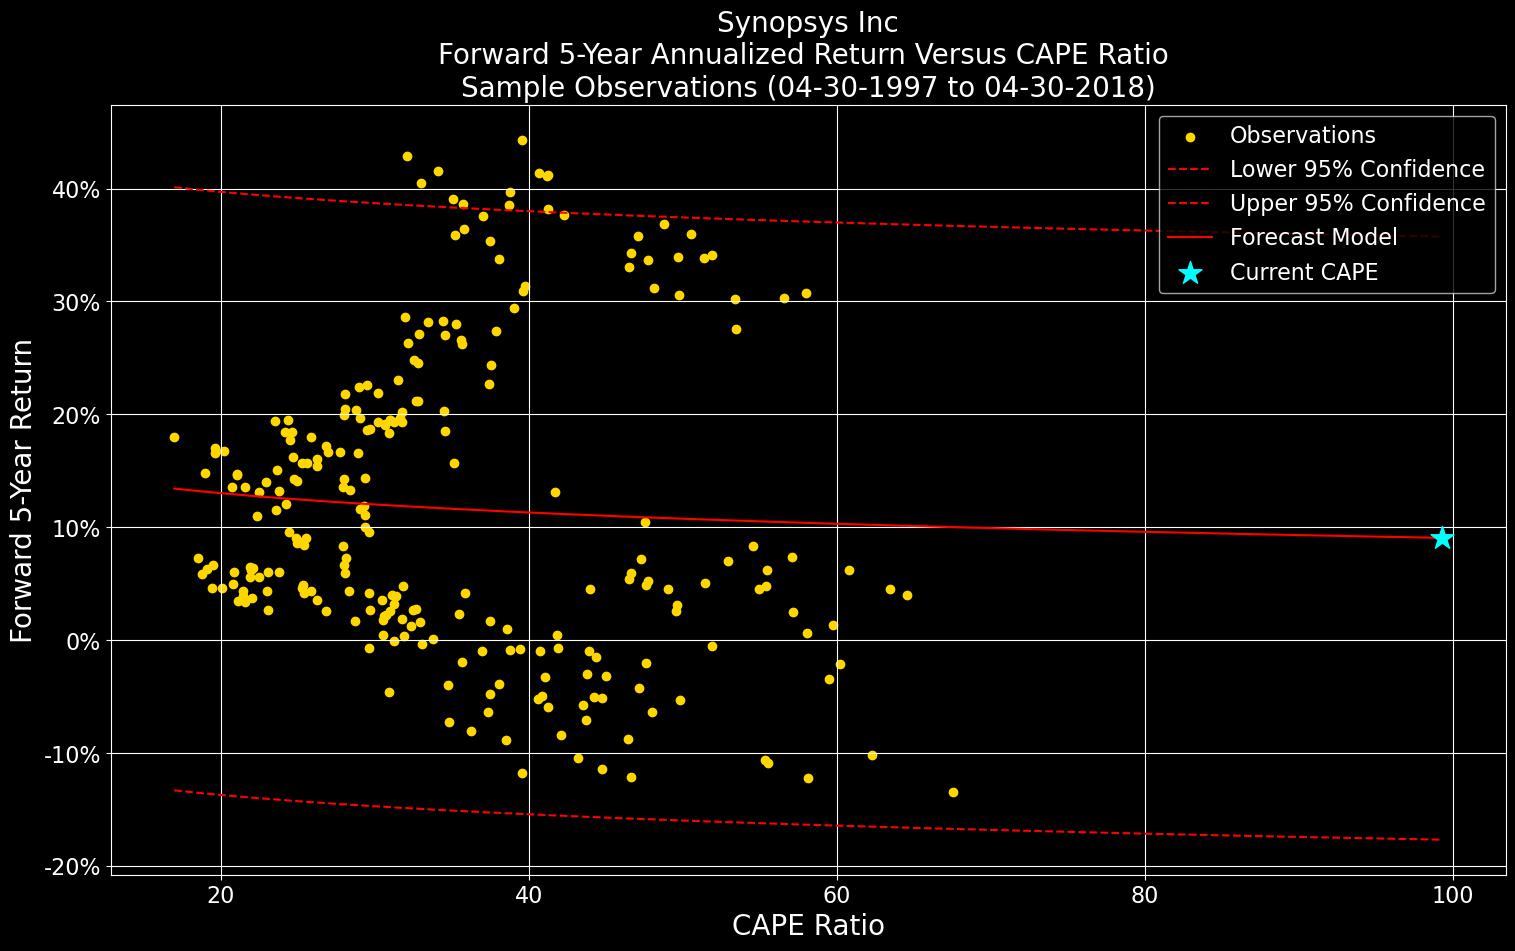 Synopsys Inc
Forward 5-Year Annualized Return Versus CAPE Ratio
Sample Observations (04-30-1997 to 04-30-2018)
Observations
Lower 95% Confidence
Upper 95% Confidence
Forecast Model
Current CAPE
Forward 5-Year Return
40%
30%
20%
10%
0%
-10%
-20%
20
40
60
80
100
CAPE Ratio